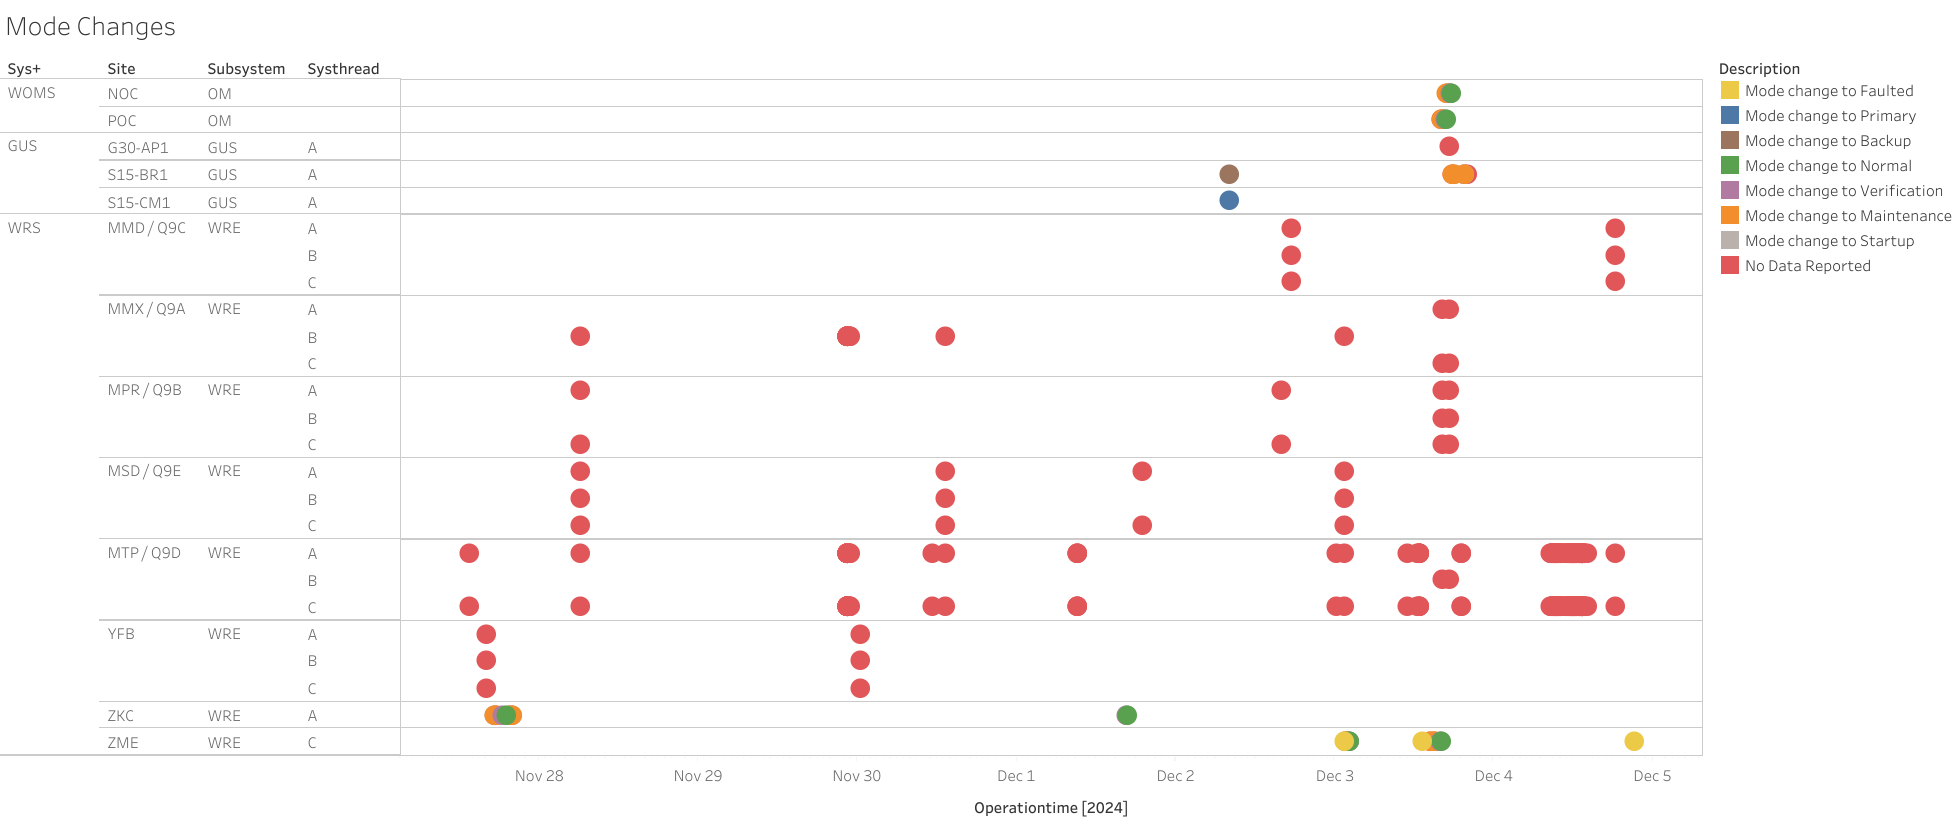 Mode Changes
Sys+ Site Subsystem Systhread
Description
WOMS NOC OM
Mode change to Faulted
POC OM
Mode change to Primary
GUS G30-AP1 GUS A
Mode change to Backup
S15-BR1 GUS A
Mode change to Normal
S15-CM1 GUS A
Mode change to Verification
WRS MMD / Q9C WRE A
Mode change to Maintenance
B
Mode change to Startup
C
No Data Reported
MMX / Q9A WRE A
B
C
MPR / Q9B WRE A
B
C
MSD / Q9E WRE A
B
C
MTP / Q9D WRE A
B
C
YFB WRE A
B
C
ZKC WRE A
ZME WRE C
Nov 28 Nov 29 Nov 30 Dec 1 Dec 2 Dec 3 Dec 4 Dec 5
Operationtime [2024]